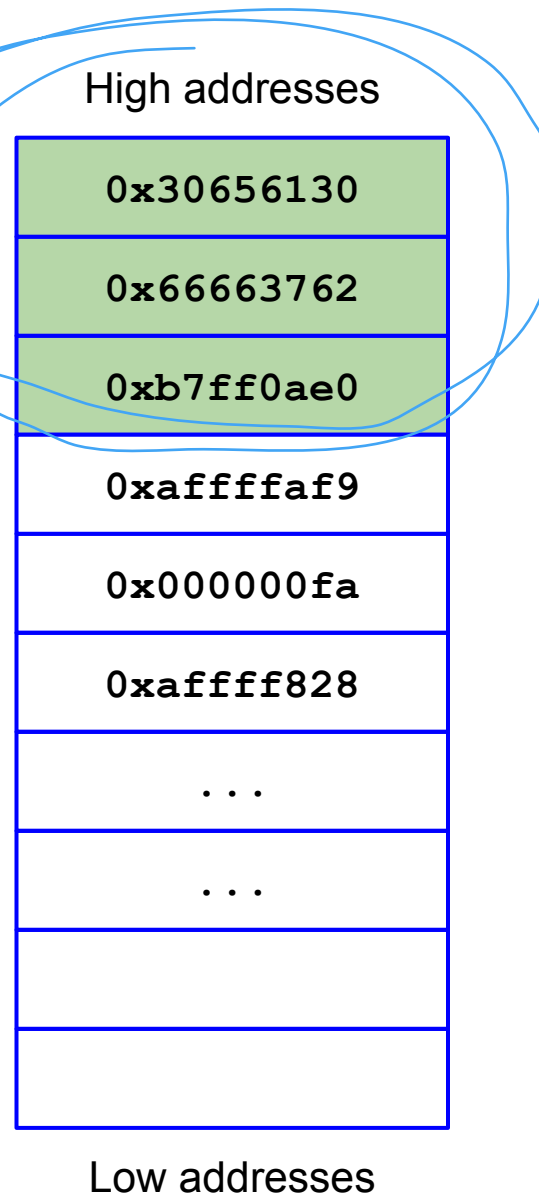 High addresses
0x30656130
0x66663762
0xb7ff0ae0
0xaffffaf9
0x000000fa
0xaffff828
...
...
Low addresses